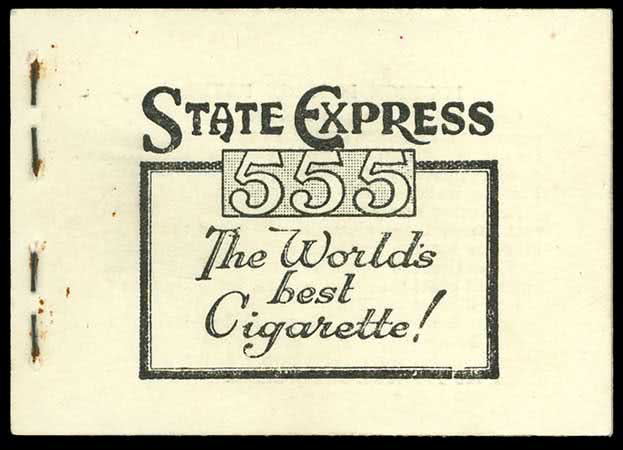 STATE EXPRESS
555
The World's
best
Cigarette!